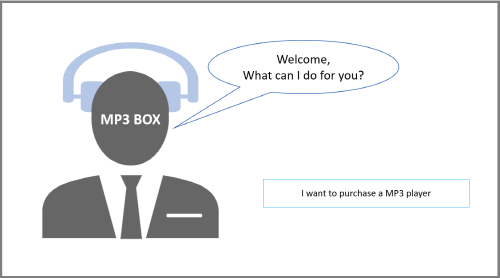 Welcome,
What can I do for you?
MP3 BOX
I want to purchase a MP3 player